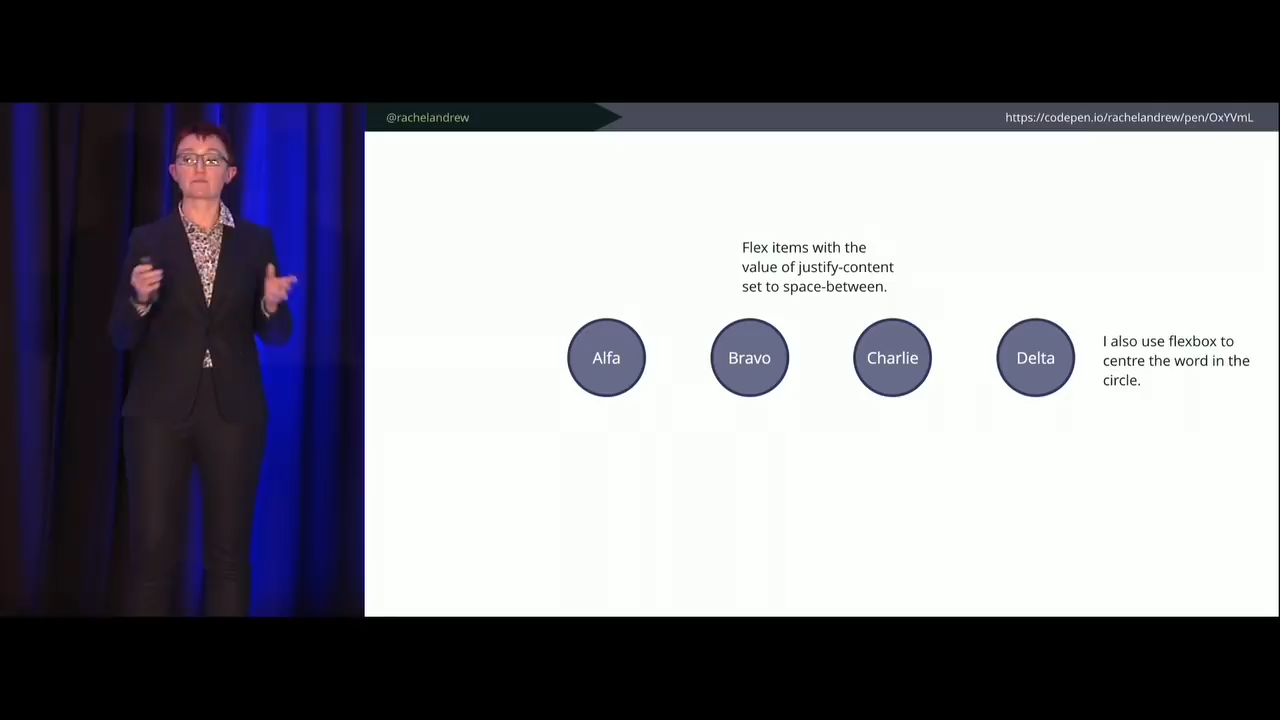 @rachelandrew
https://codepen.io/rachelandrew/pen/OxYVmL
Flex items with the
value of justify-content
set to space-between.
Alfa
Bravo
Charlie
Delta
I also use flexbox to
centre the word in the
circle.